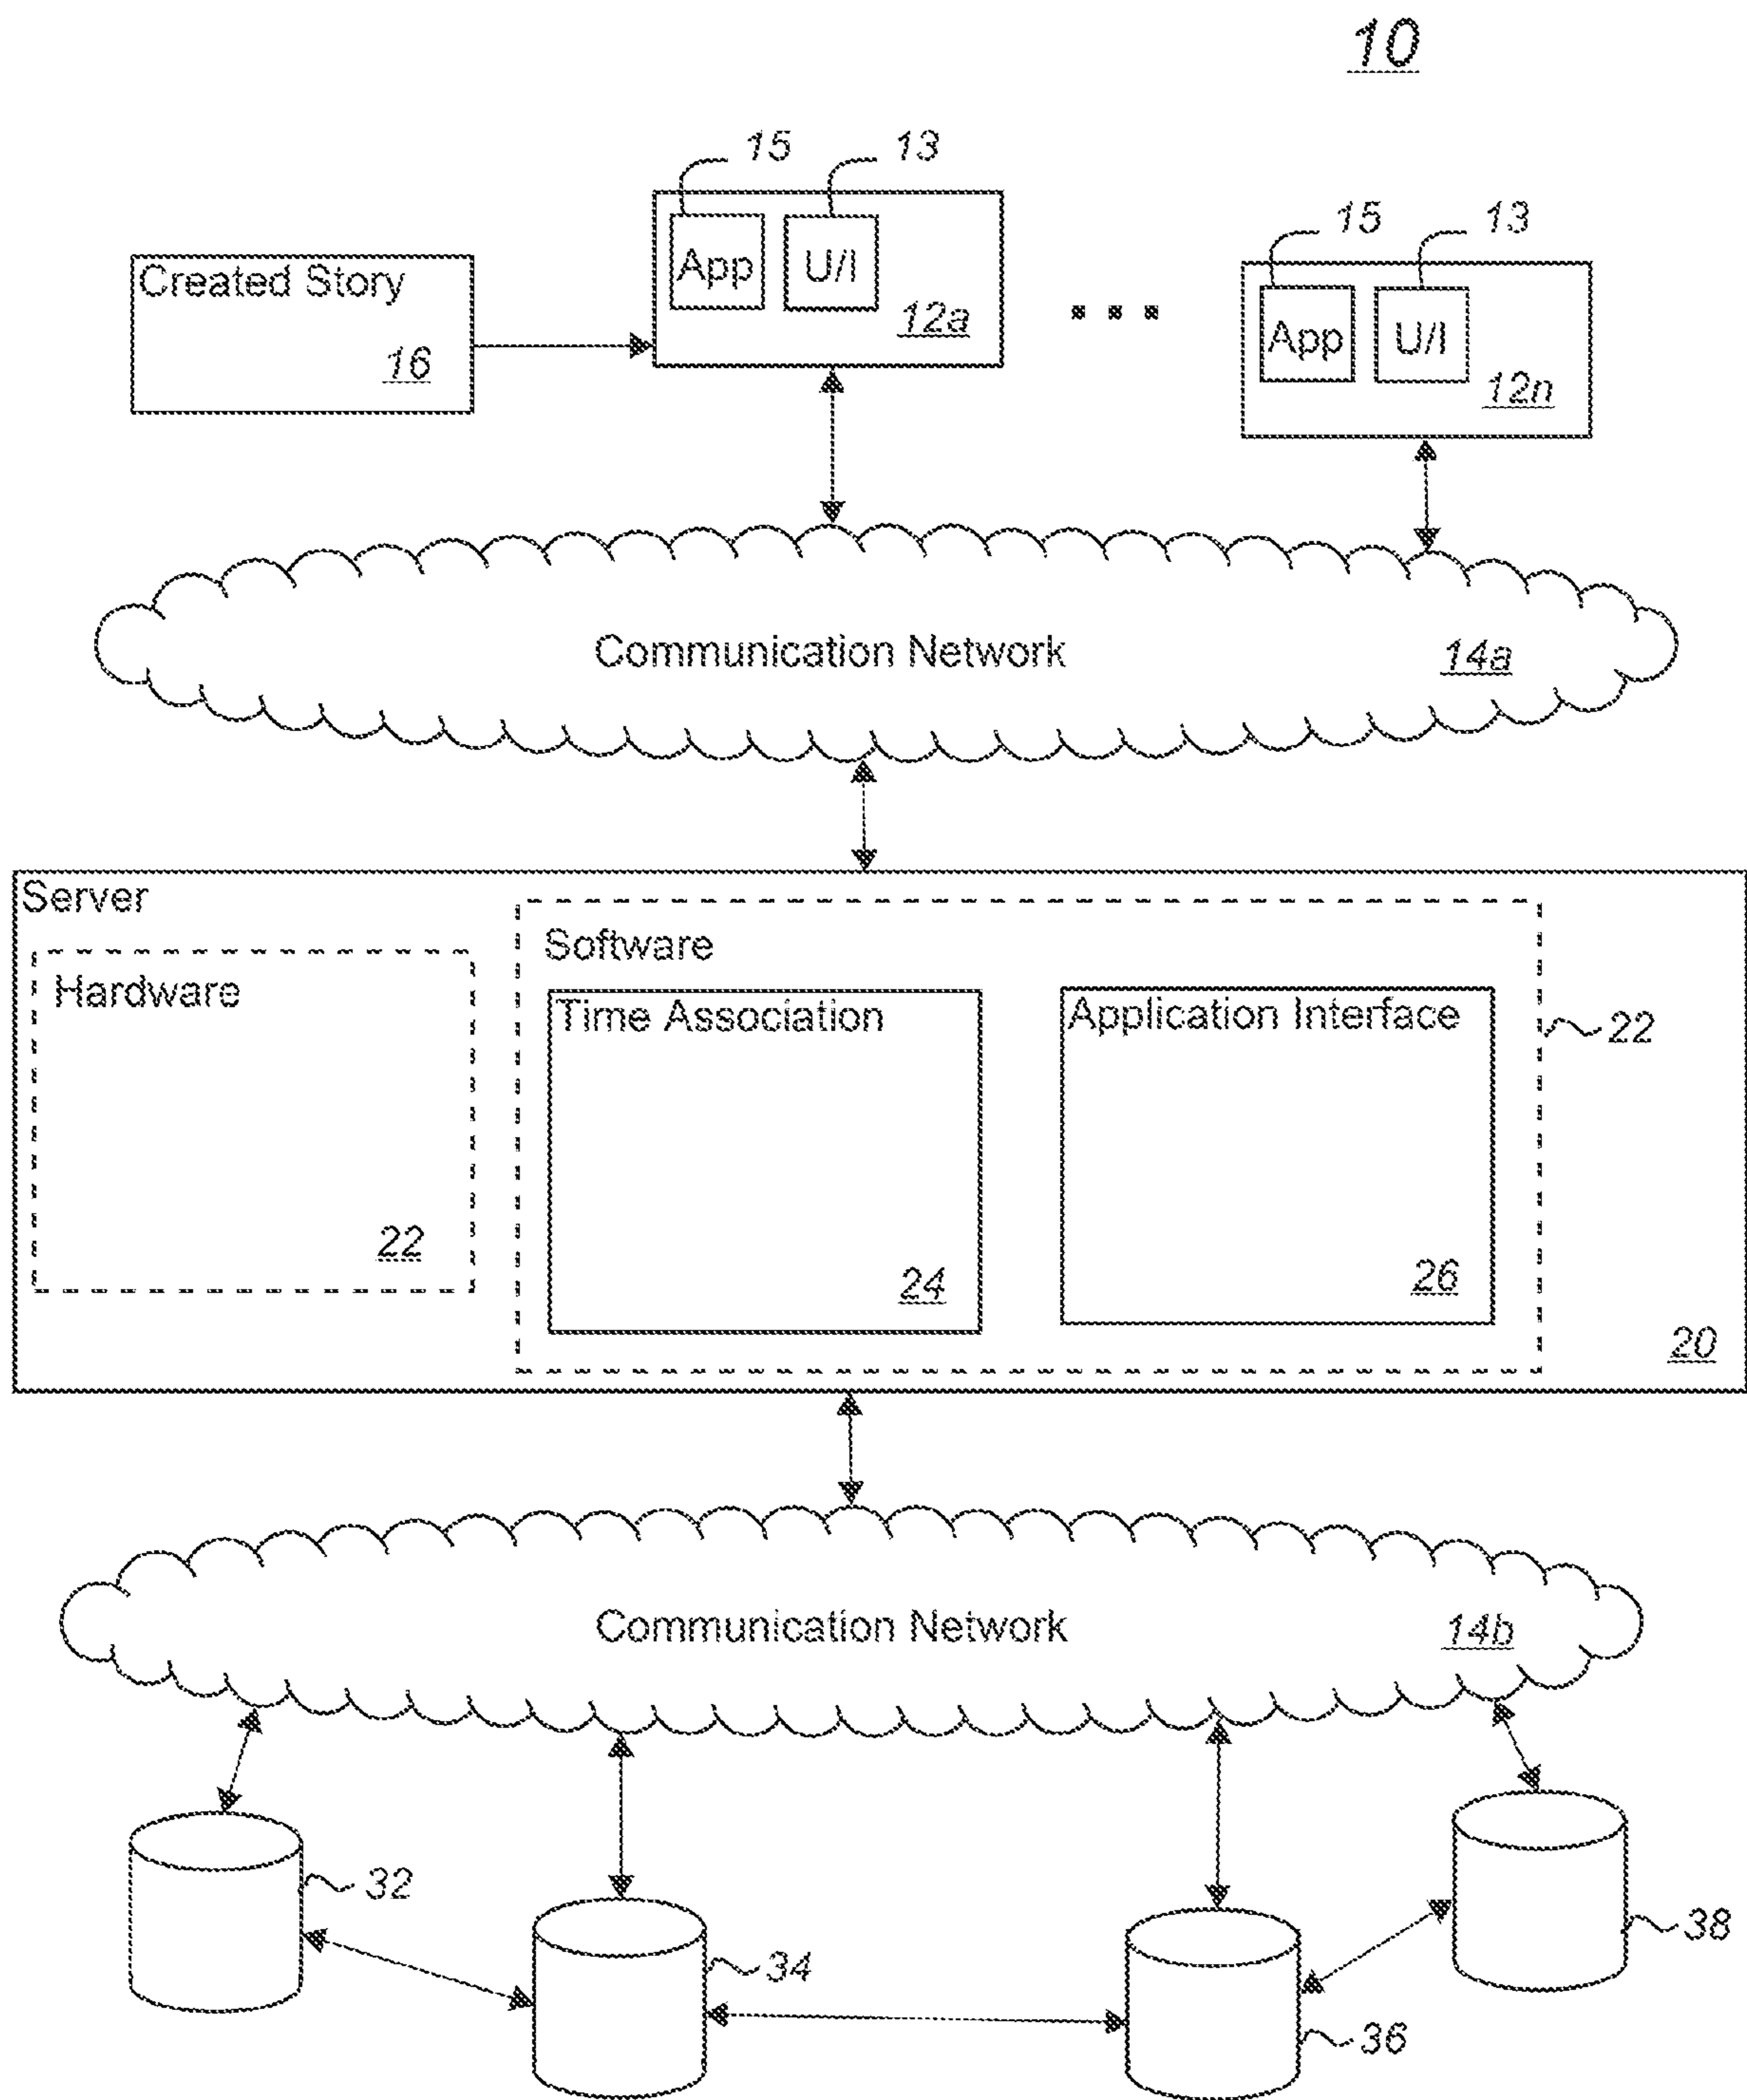 10
15 13
15 13
Created Story
16
App U/I
12a
App U/I
12n
Communication Network 14a
Server
Hardware
22
Software
Time Association
24
Application Interface
26
22
20
Communication Network 14b
32
34
36
38